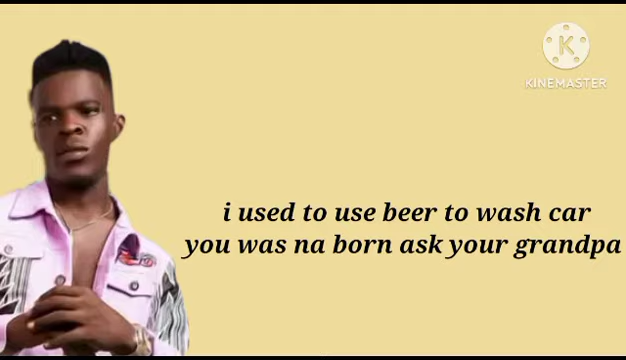 K
KINEMASTER
i used to use beer to wash car
you was na born ask your grandpa